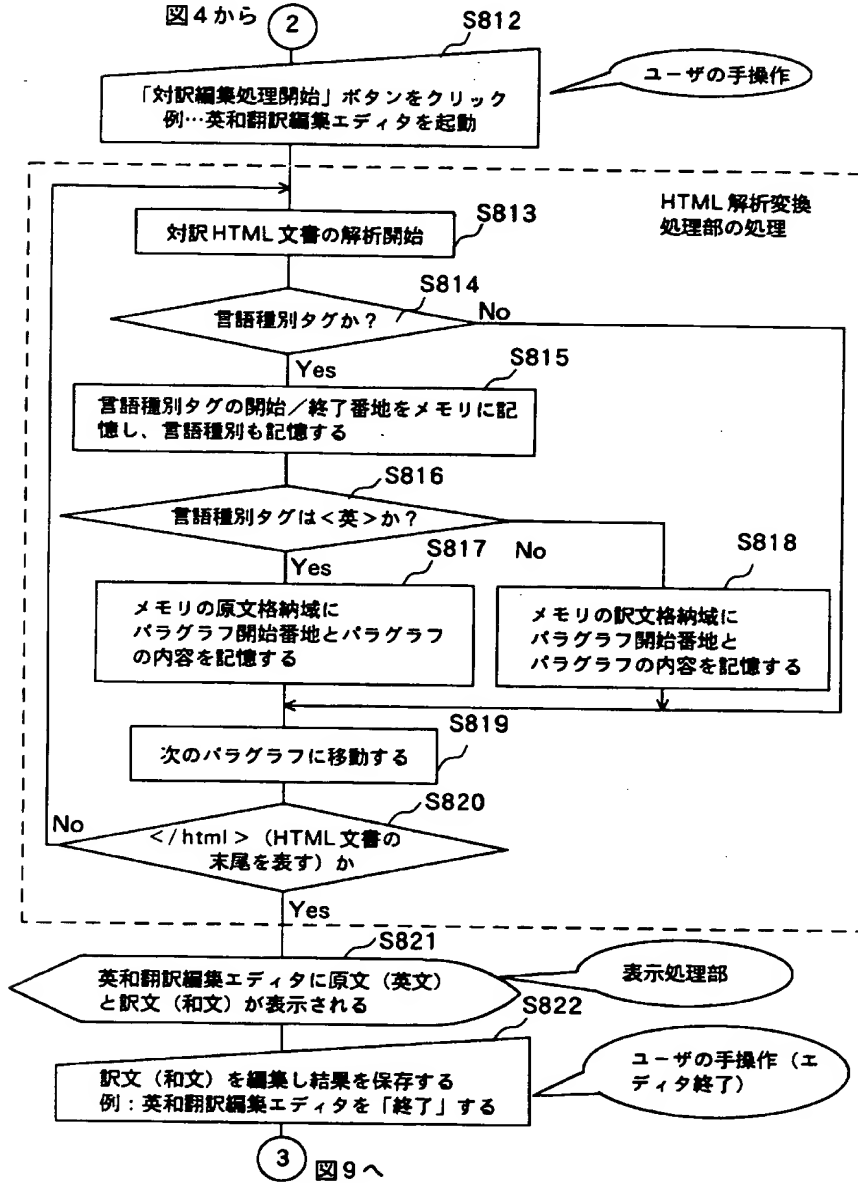 図4から
2
S812
「対訳編集処理開始」ボタンをクリック
例…英和翻訳編集エディタを起動
ユーザの手操作
HTML解析変換
処理部の処理
S813
対訳HTML文書の解析開始
S814
言語種別タグか?
No
Yes
S815
言語種別タグの開始/終了番地をメモリに記
憶し、言語種別も記憶する
S816
言語種別タグは<英>か?
No
Yes
S817
メモリの原文格納域に
パラグラフ開始番地とパラグラフ
の内容を記憶する
S818
メモリの訳文格納域に
パラグラフ開始番地と
パラグラフの内容を記憶する
S819
次のパラグラフに移動する
S820
No
</html>(HTML文書の
末尾を表す)か
Yes
S821
英和翻訳編集エディタに原文(英文)
と訳文(和文)が表示される
表示処理部
S822
訳文(和文)を編集し結果を保存する
例:英和翻訳編集エディタを「終了」する
ユーザの手操作(エ
ディタ終了)
3
図9へ